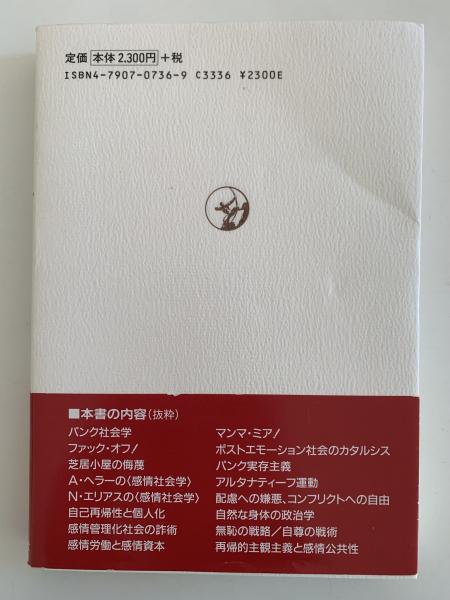 定価 本体 2,300円 +税
ISBN4-7907-0736-9 C3336 ¥2300E
■本書の内容(抜粋)
パンク社会学
ファック・オフ!
芝居小屋の侮蔑
A・ヘラーの〈感情社会学〉
N・エリアスの〈感情社会学〉
自己再帰性と個人化
感情管理化社会の詐術
感情労働と感情資本
マンマ・ミア!
ポストエモーション社会のカタルシス
パンク実存主義
アルタナティーフ運動
配慮への嫌悪、コンフリクトへの自由
自然な身体の政治学
無恥の戦略/自尊の戦術
再帰的主観主義と感情公共性